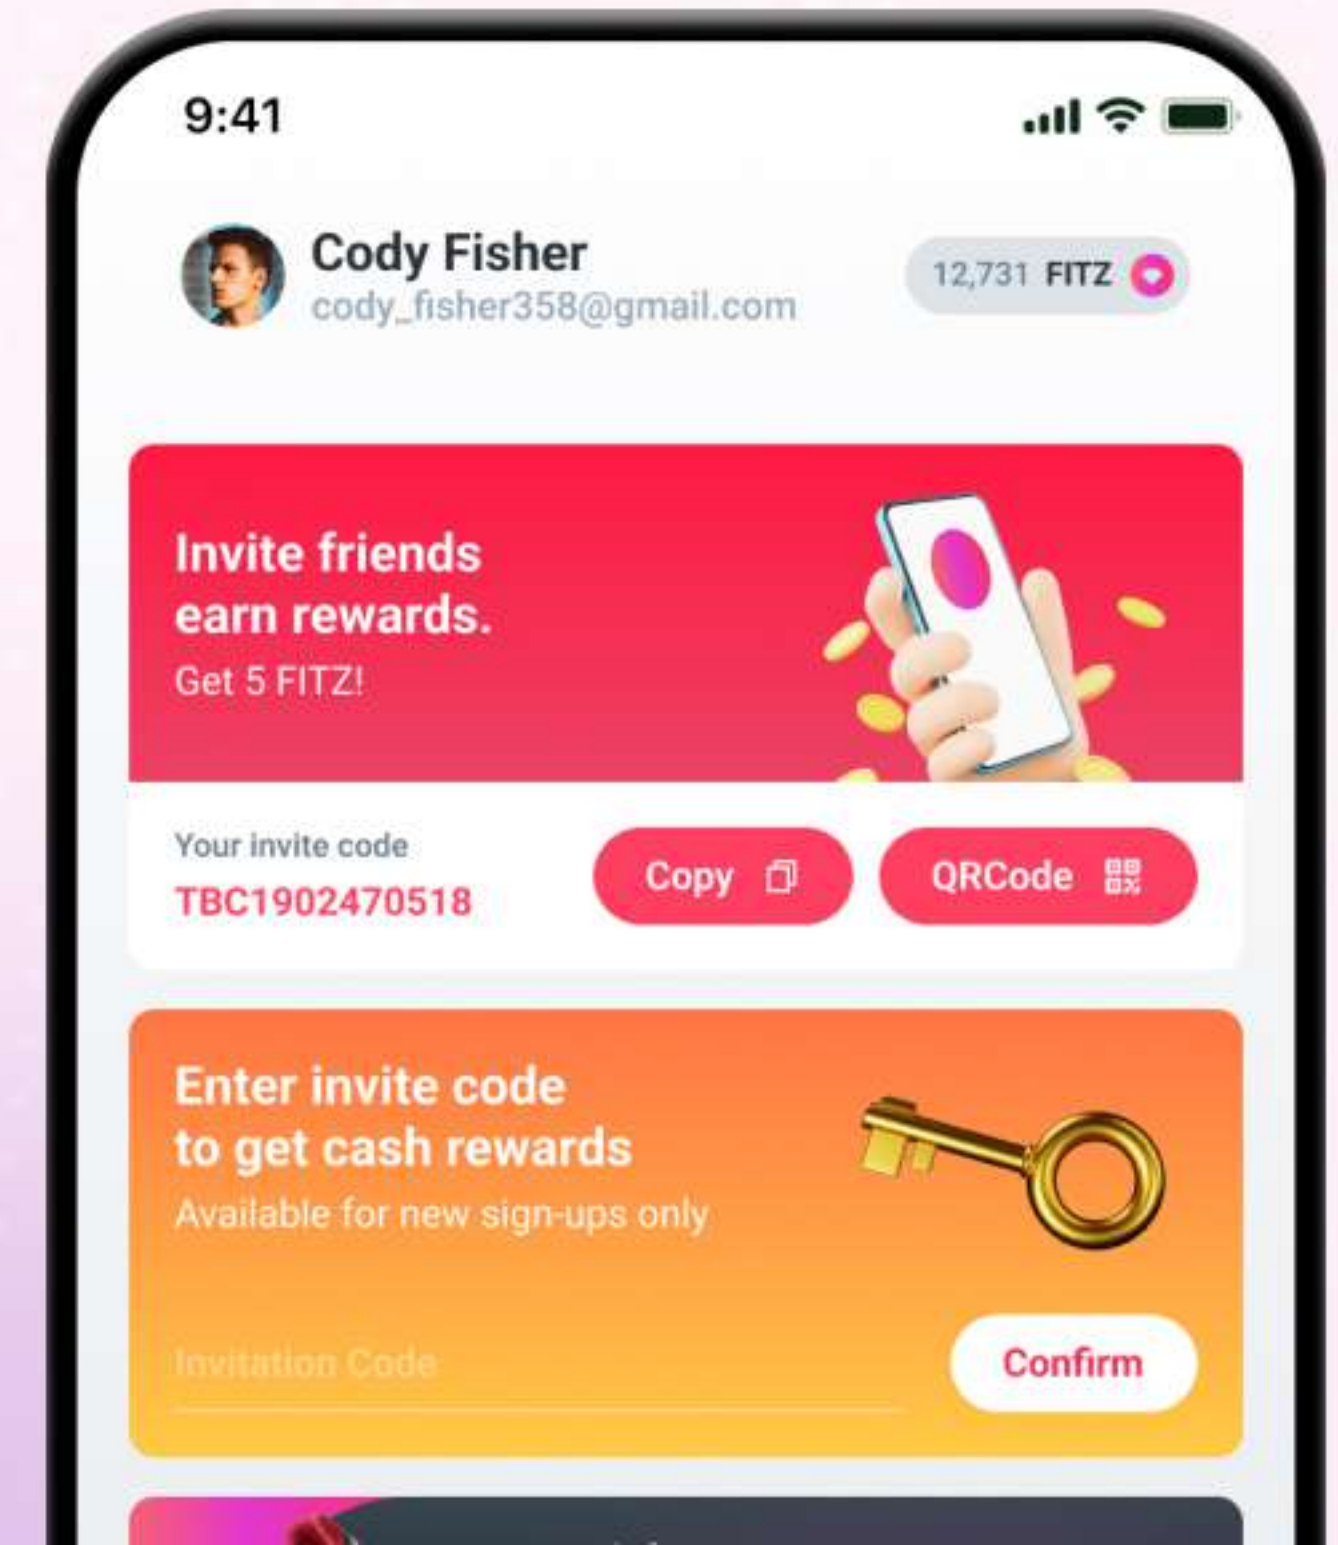 9:41
Cody Fisher
cody_fisher358@gmail.com
12,731 FITZ
Invite friends
earn rewards.
Get 5 FITZ!
Your invite code
TBC1902470518
Copy
QRCode
Enter invite code
to get cash rewards
Available for new sign-ups only
Invitation Code
Confirm